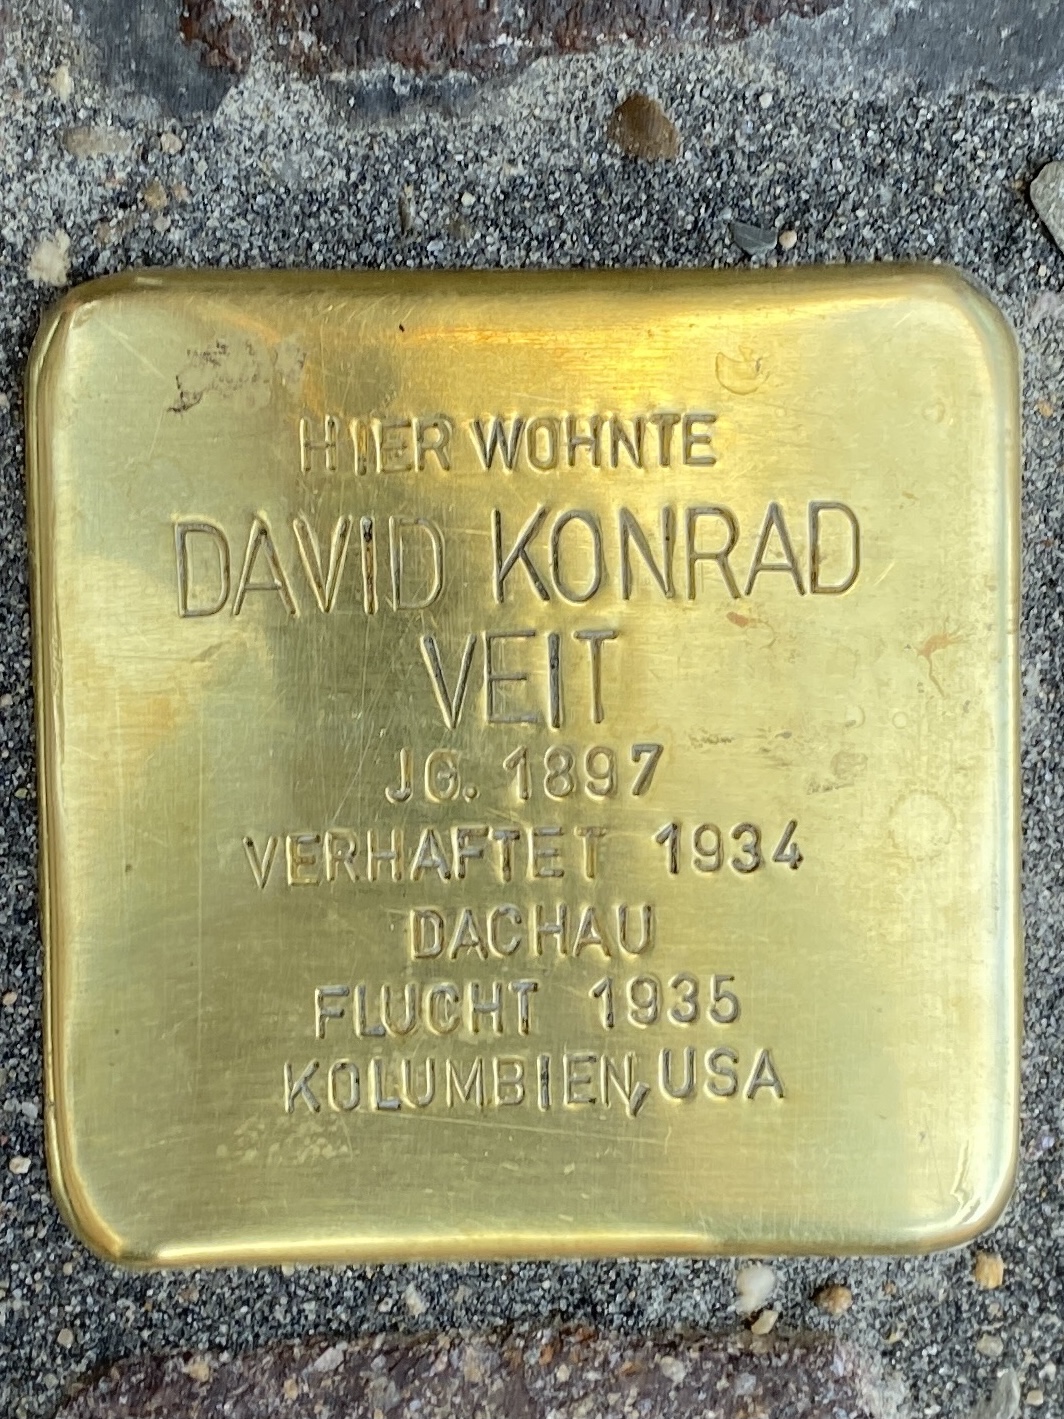 HIER WOHNTE
DAVID KONRAD
VEIT
JG. 1897
VERHAFTET 1934
DACHAU
FLUCHT 1935
KOLUMBIEN, USA